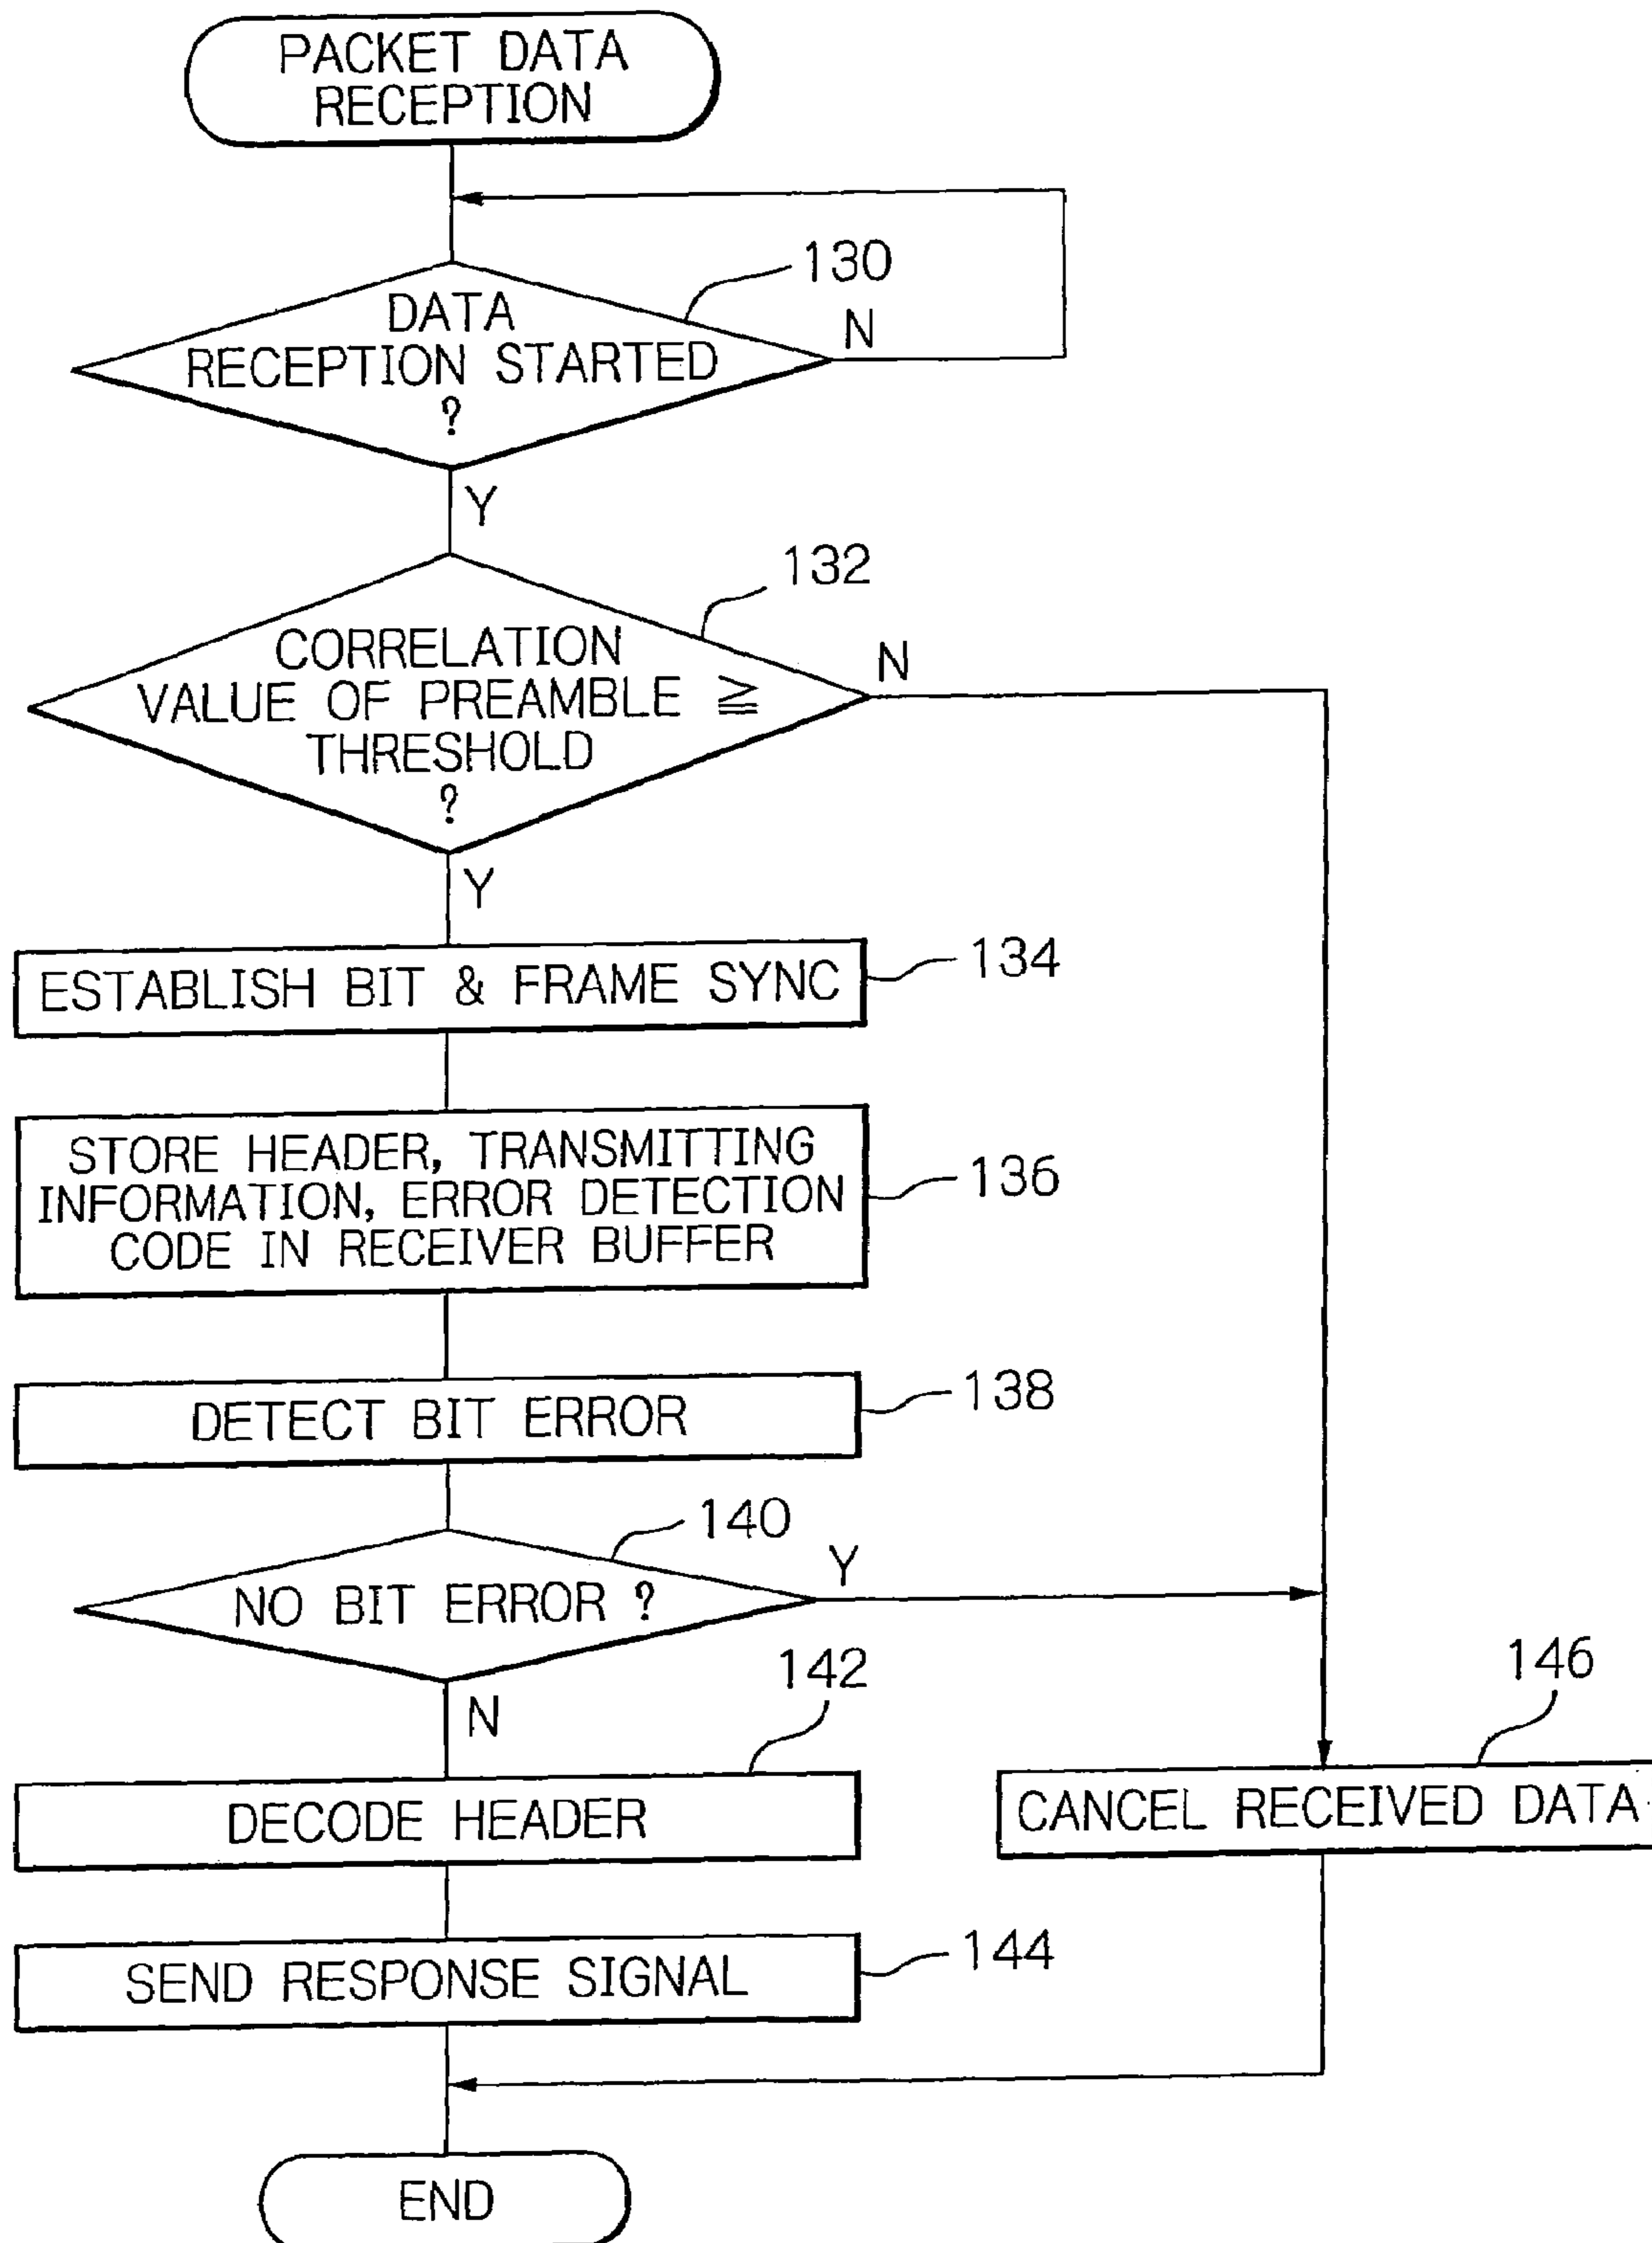 PACKET DATA
RECEPTION
130
DATA
RECEPTION STARTED
?
N
Y
132
CORRELATION
VALUE OF PREAMBLE ≧
THRESHOLD
?
N
Y
ESTABLISH BIT & FRAME SYNC
134
STORE HEADER, TRANSMITTING
INFORMATION, ERROR DETECTION
CODE IN RECEIVER BUFFER
136
DETECT BIT ERROR
138
140
NO BIT ERROR ?
Y
N
142
DECODE HEADER
146
CANCEL RECEIVED DATA
SEND RESPONSE SIGNAL
144
END